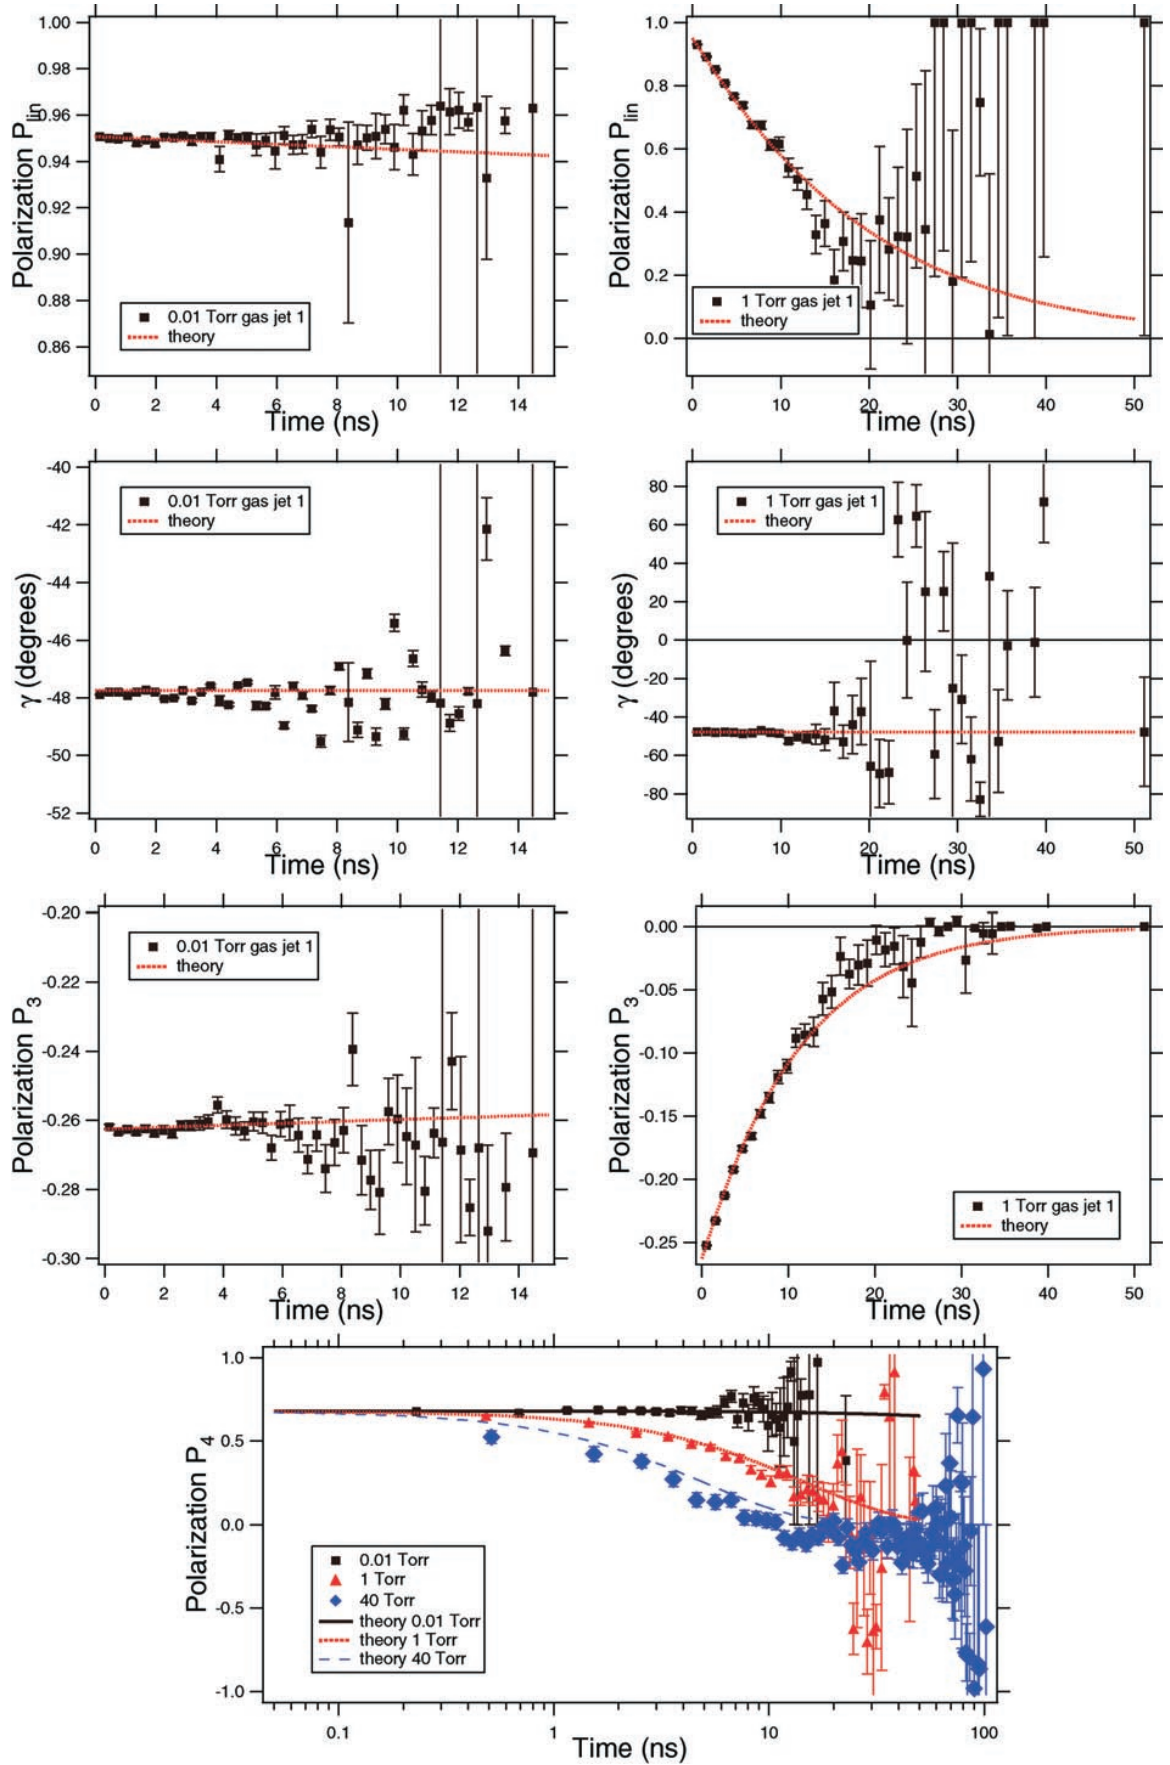 1.00
0.98
0.96
0.94
0.92
0.90
0.88
0.86
Polarization P_lin
0.01 Torr gas jet 1
theory
0 2 4 6 8 10 12 14
Time (ns)
1.0
0.8
0.6
0.4
0.2
0.0
Polarization P_lin
1 Torr gas jet 1
theory
0 10 20 30 40 50
Time (ns)
-40
-42
-44
-46
-48
-50
-52
γ (degrees)
0.01 Torr gas jet 1
theory
0 2 4 6 8 10 12 14
Time (ns)
80
60
40
20
0
-20
-40
-60
-80
γ (degrees)
1 Torr gas jet 1
theory
0 10 20 30 40 50
Time (ns)
-0.20
-0.22
-0.24
-0.26
-0.28
-0.30
Polarization P_3
0.01 Torr gas jet 1
theory
0 2 4 6 8 10 12 14
Time (ns)
0.00
-0.05
-0.10
-0.15
-0.20
-0.25
Polarization P_3
1 Torr gas jet 1
theory
0 10 20 30 40 50
Time (ns)
1.0
0.5
0.0
-0.5
-1.0
Polarization P_4
0.01 Torr
1 Torr
40 Torr
theory 0.01 Torr
theory 1 Torr
theory 40 Torr
0.1 1 10 100
Time (ns)